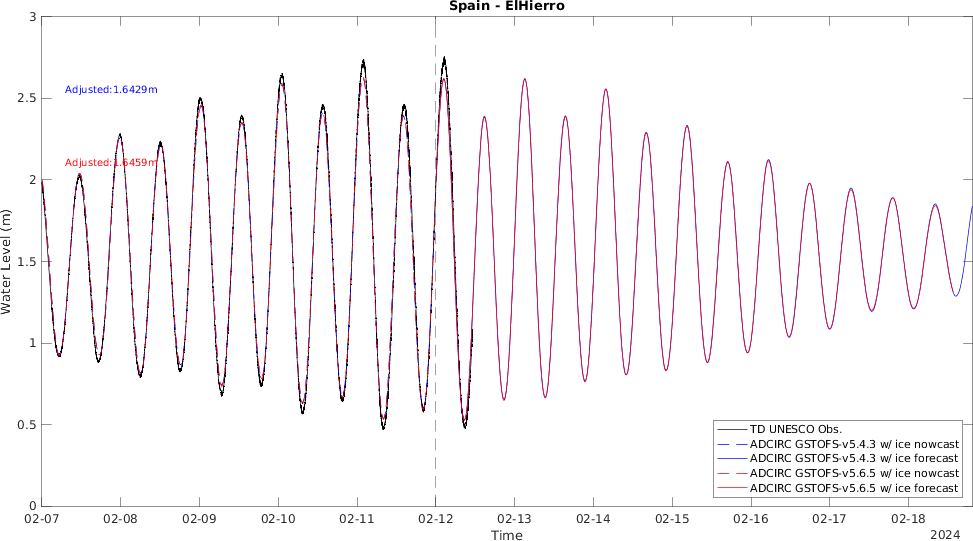 Spain - ElHierro
3
2.5
2
1.5
1
0.5
0
Water Level (m)
Adjusted:1.6429m
Adjusted:1.6459m
TD UNESCO Obs.
ADCIRC GSTOFS-v5.4.3 w/ ice nowcast
ADCIRC GSTOFS-v5.4.3 w/ ice forecast
ADCIRC GSTOFS-v5.6.5 w/ ice nowcast
ADCIRC GSTOFS-v5.6.5 w/ ice forecast
02-07 02-08 02-09 02-10 02-11 02-12 02-13 02-14 02-15 02-16 02-17 02-18
Time
2024